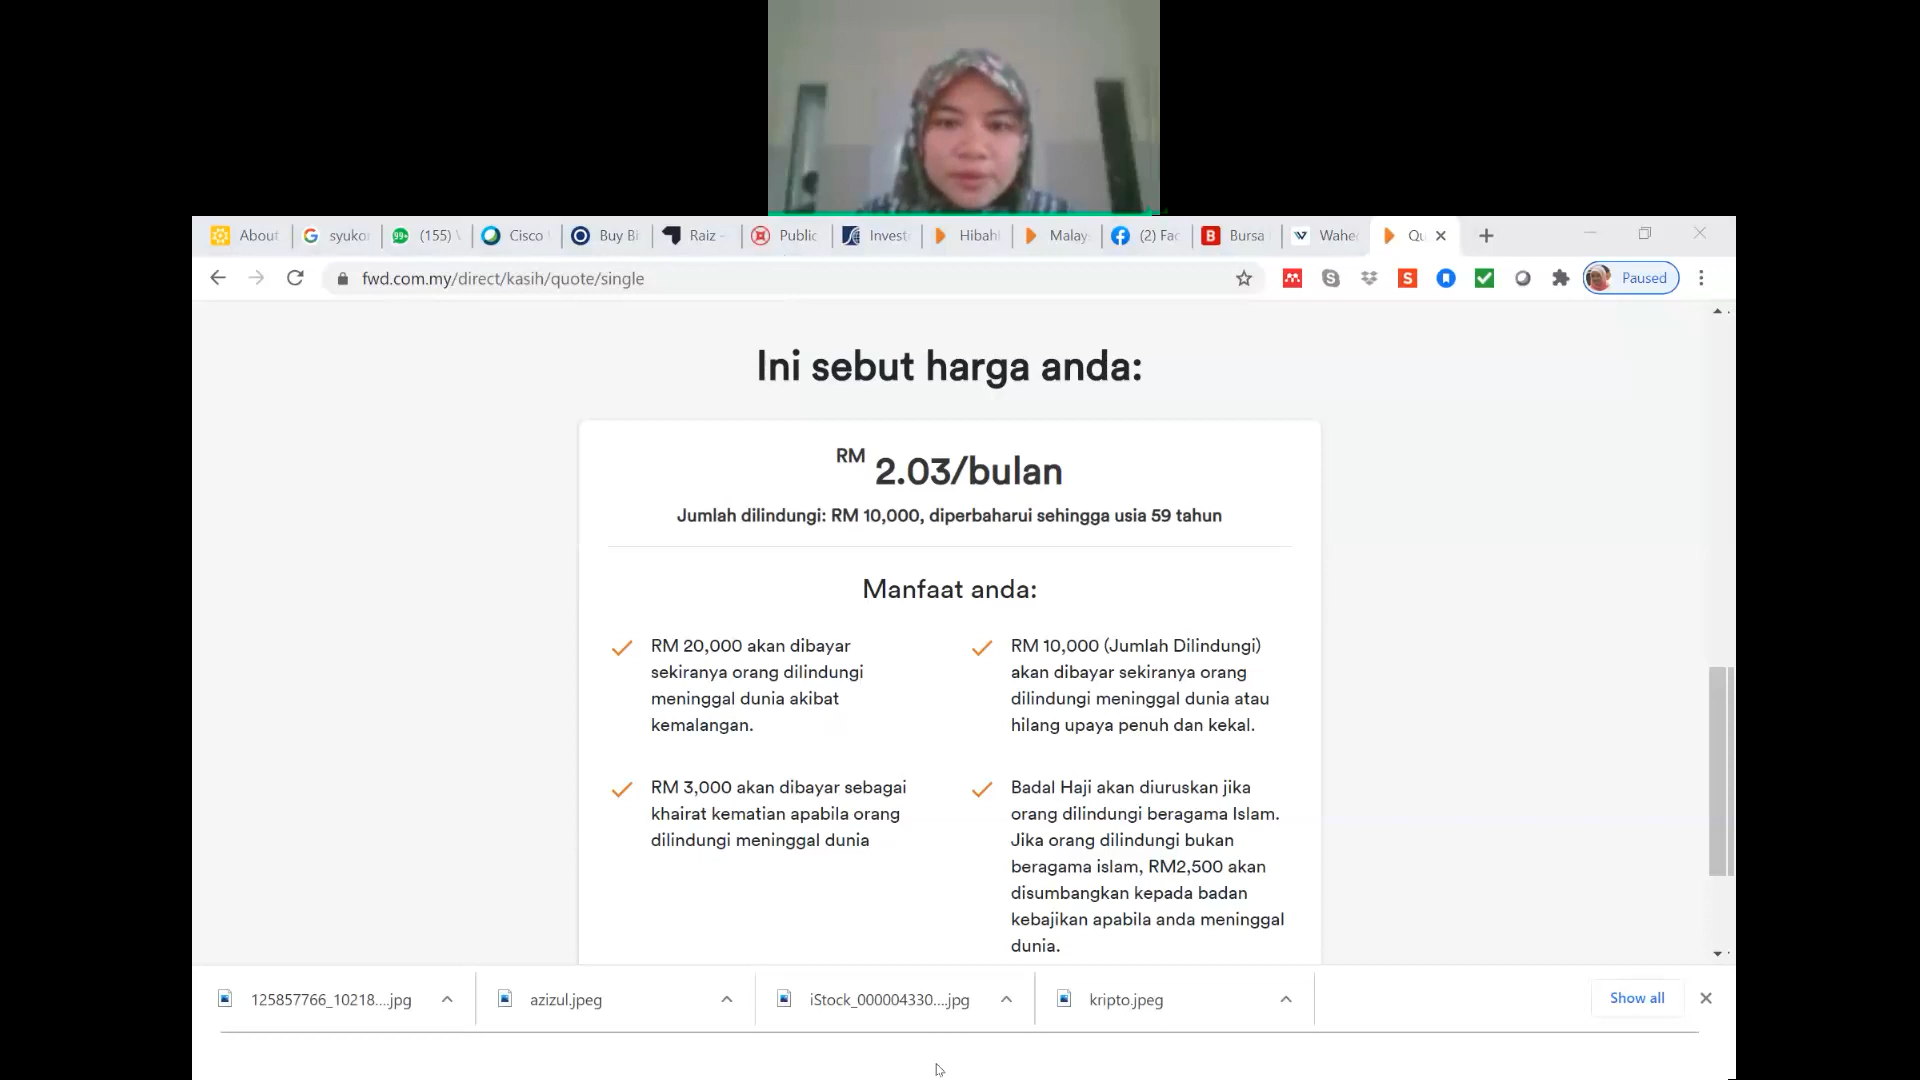 About
syuko
(155)
Cisco
Buy Bi
Raiz
Public
Invest
Hibah
Malay
(2) Fac
Bursa
Wahe
Qu
fwd.com.my/direct/kasih/quote/single
Paused
Ini sebut harga anda:
RM 2.03/bulan
Jumlah dilindungi: RM 10,000, diperbaharui sehingga usia 59 tahun
Manfaat anda:
RM 20,000 akan dibayar
sekiranya orang dilindungi
meninggal dunia akibat
kemalangan.
RM 10,000 (Jumlah Dilindungi)
akan dibayar sekiranya orang
dilindungi meninggal dunia atau
hilang upaya penuh dan kekal.
RM 3,000 akan dibayar sebagai
khairat kematian apabila orang
dilindungi meninggal dunia
Badal Haji akan diuruskan jika
orang dilindungi beragama Islam.
Jika orang dilindungi bukan
beragama islam, RM2,500 akan
disumbangkan kepada badan
kebajikan apabila anda meninggal
dunia.
125857766_10218....jpg
azizul.jpeg
iStock_000004330....jpg
kripto.jpeg
Show all